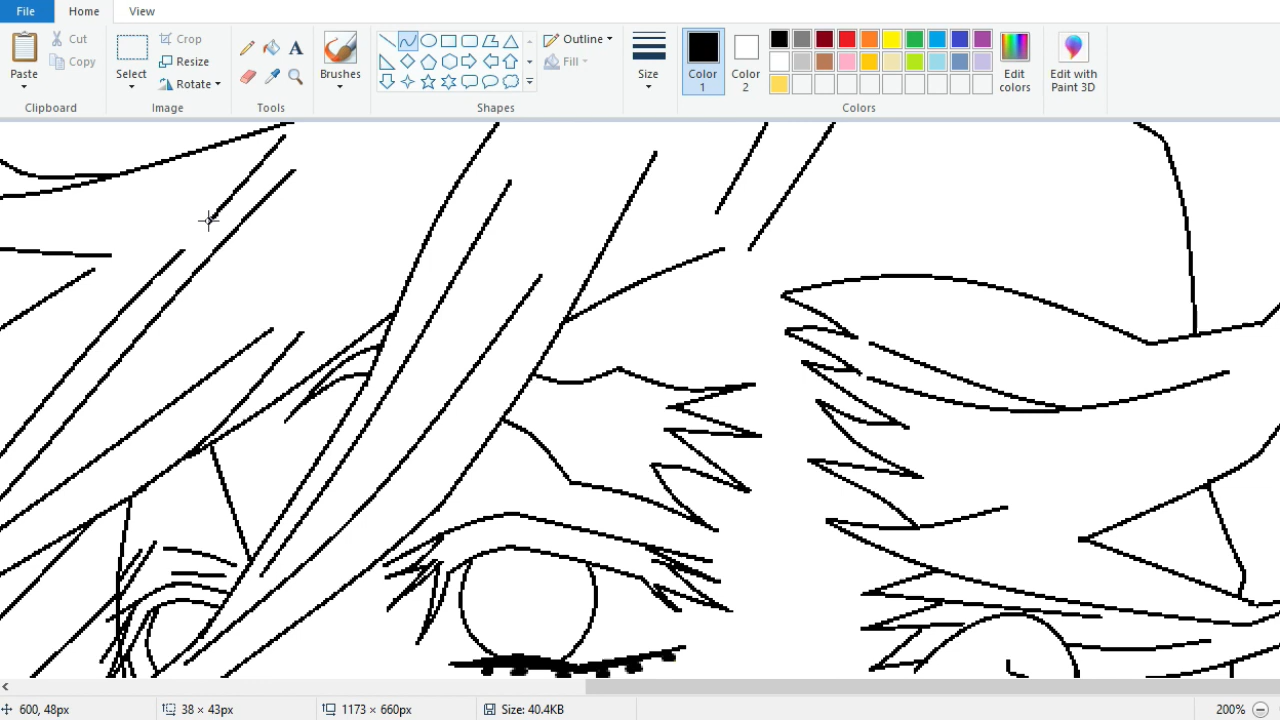 File Home View
Paste Cut Copy
Clipboard
Select Crop Resize Rotate
Image
A
Tools
Brushes
Outline Fill
Shapes
Size
Color 1 Color 2
Edit colors
Colors
Edit with Paint 3D
600, 48px 38 × 43px 1173 × 660px Size: 40.4KB 200%